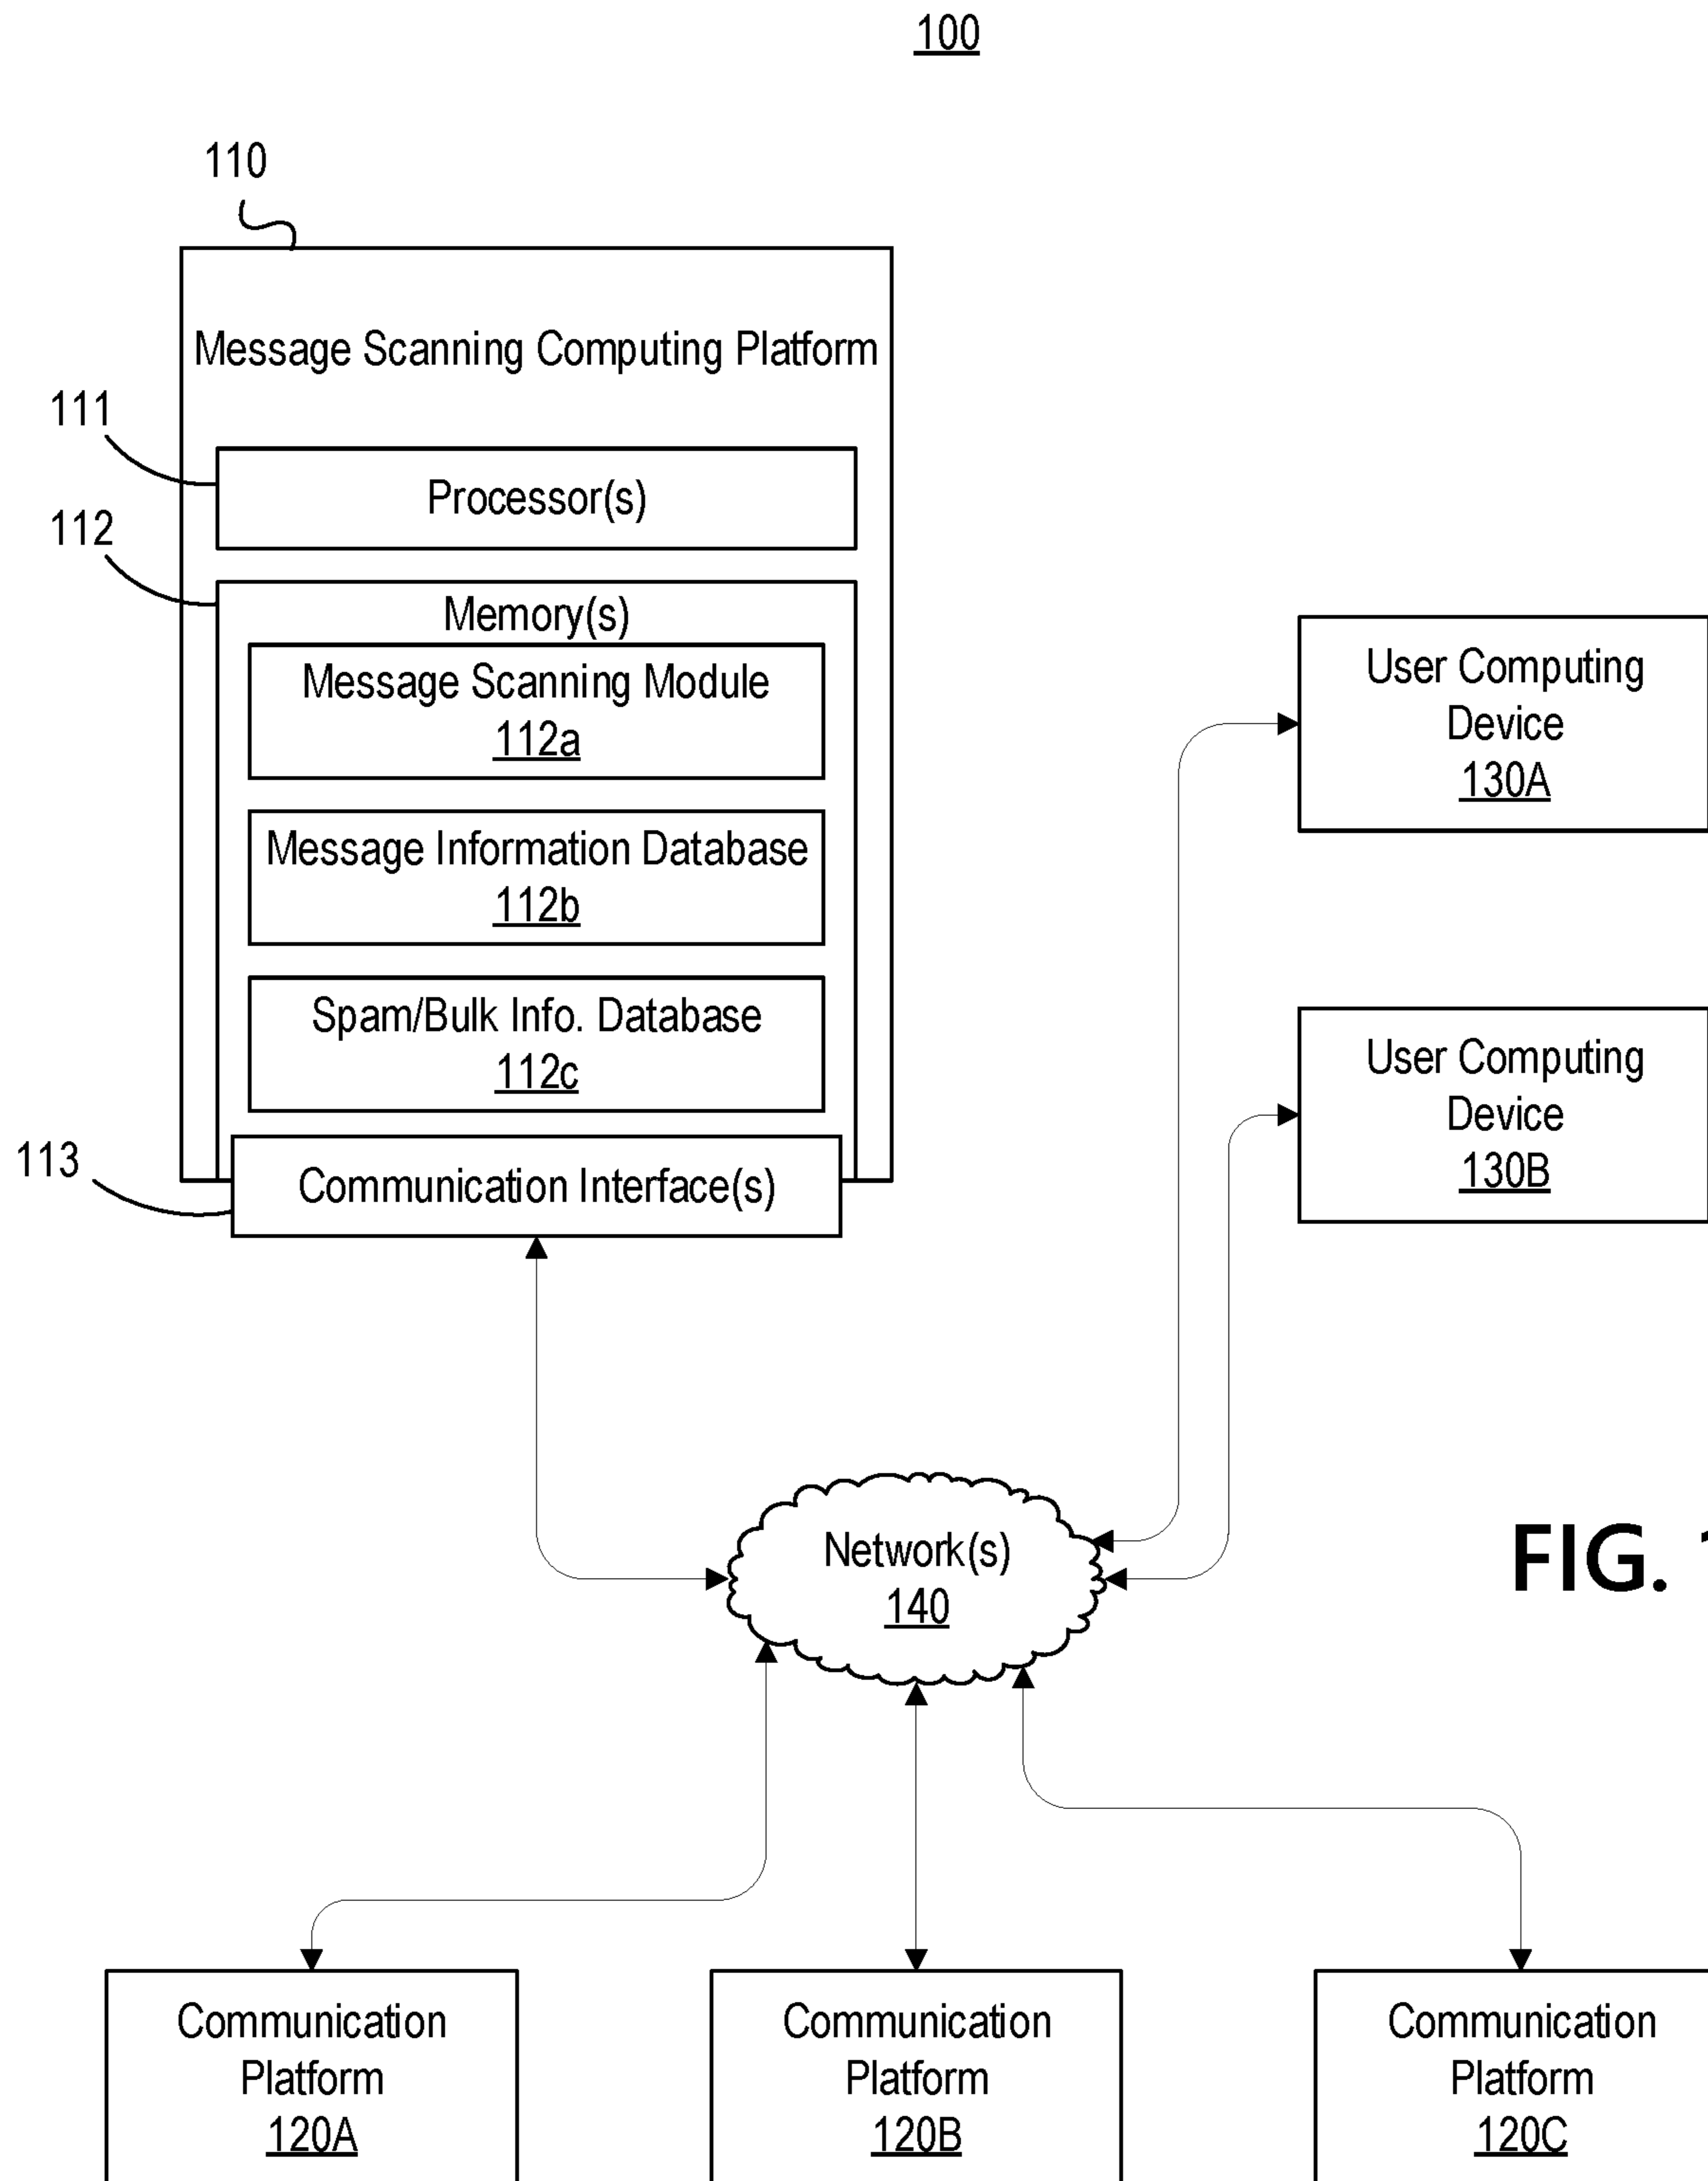 100
110
Message Scanning Computing Platform
111
Processor(s)
112
Memory(s)
Message Scanning Module
112a
Message Information Database
112b
Spam/Bulk Info. Database
112c
113
Communication Interface(s)
User Computing
Device
130A
User Computing
Device
130B
Network(s)
140
FIG. 1
Communication
Platform
120A
Communication
Platform
120B
Communication
Platform
120C